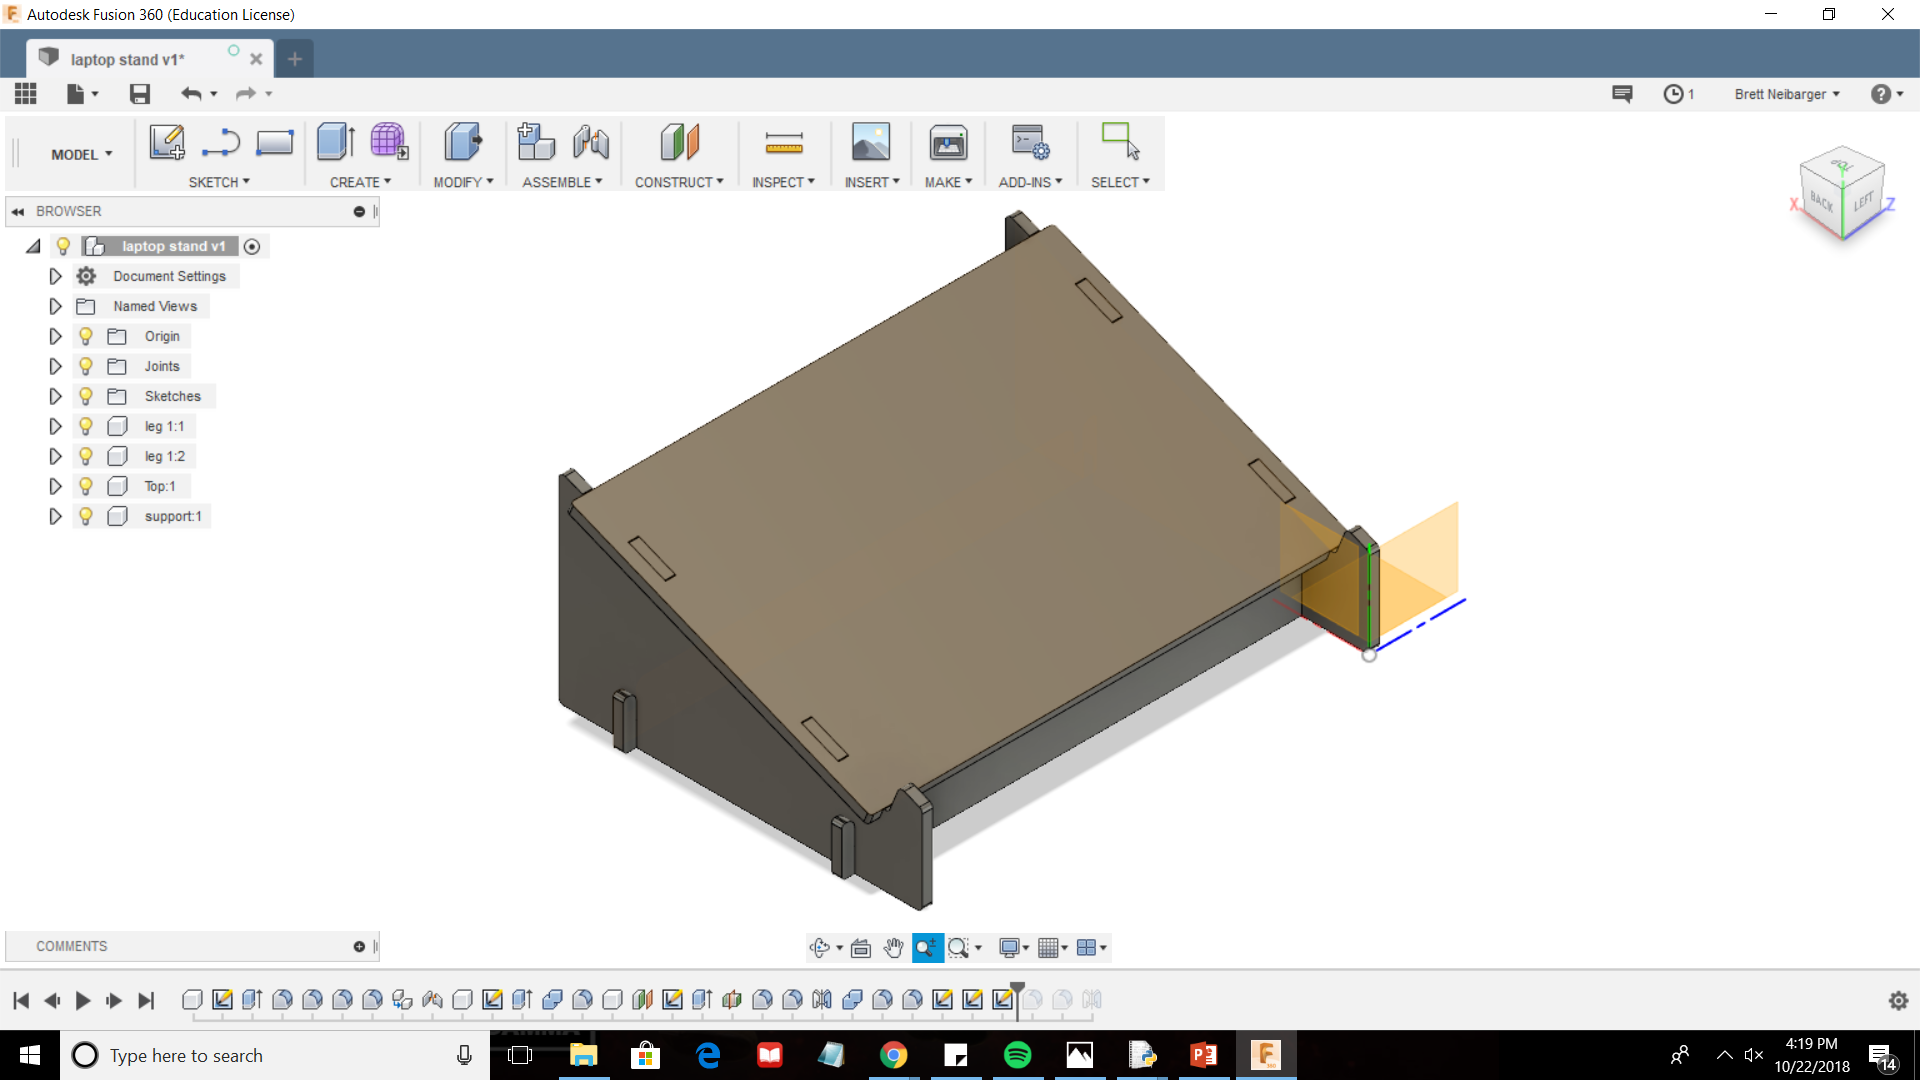 Autodesk Fusion 360 (Education License)
laptop stand v1*
1
Brett Neibarger
MODEL
SKETCH
CREATE
MODIFY
ASSEMBLE
CONSTRUCT
INSPECT
INSERT
MAKE
ADD-INS
SELECT
TOP
BACK
LEFT
X
Z
BROWSER
laptop stand v1
Document Settings
Named Views
Origin
Joints
Sketches
leg 1:1
leg 1:2
Top:1
support:1
COMMENTS
Type here to search
4:19 PM
10/22/2018
14